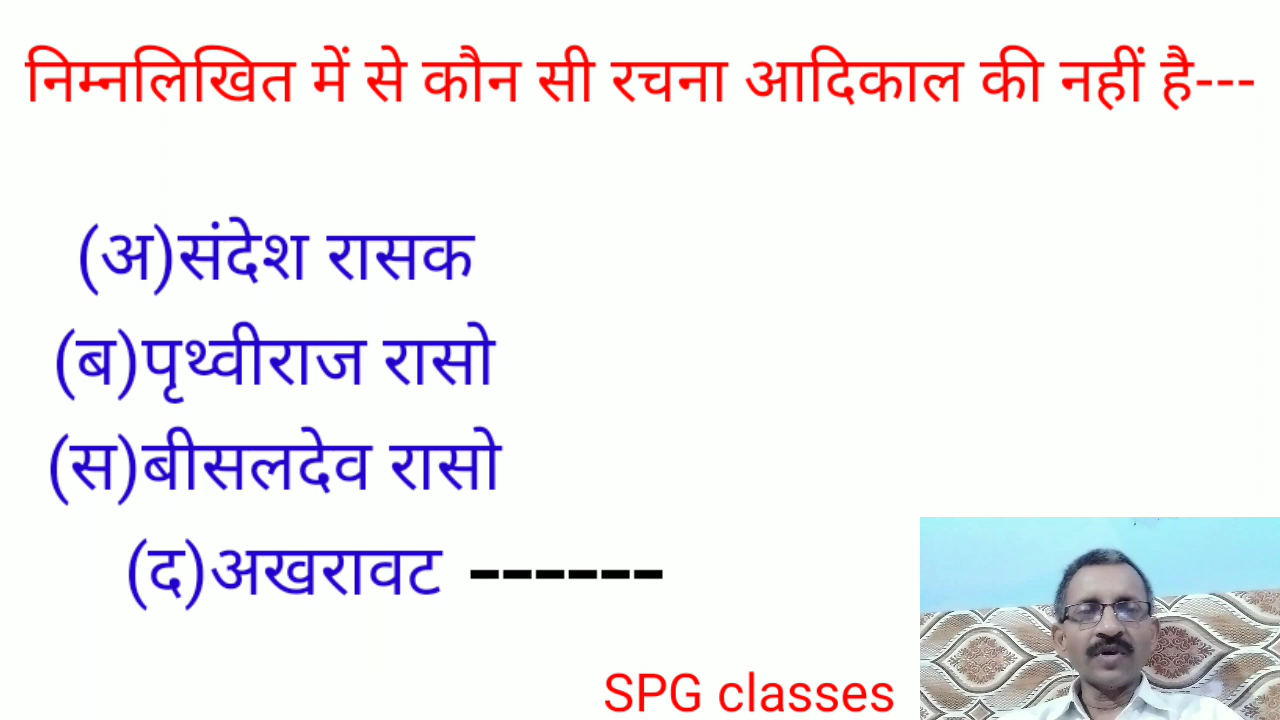 निम्नलिखित में से कौन सी रचना आदिकाल की नहीं है---
(अ)संदेश रासक
(ब)पृथ्वीराज रासो
(स)बीसलदेव रासो
(द)अखरावट ------
SPG classes